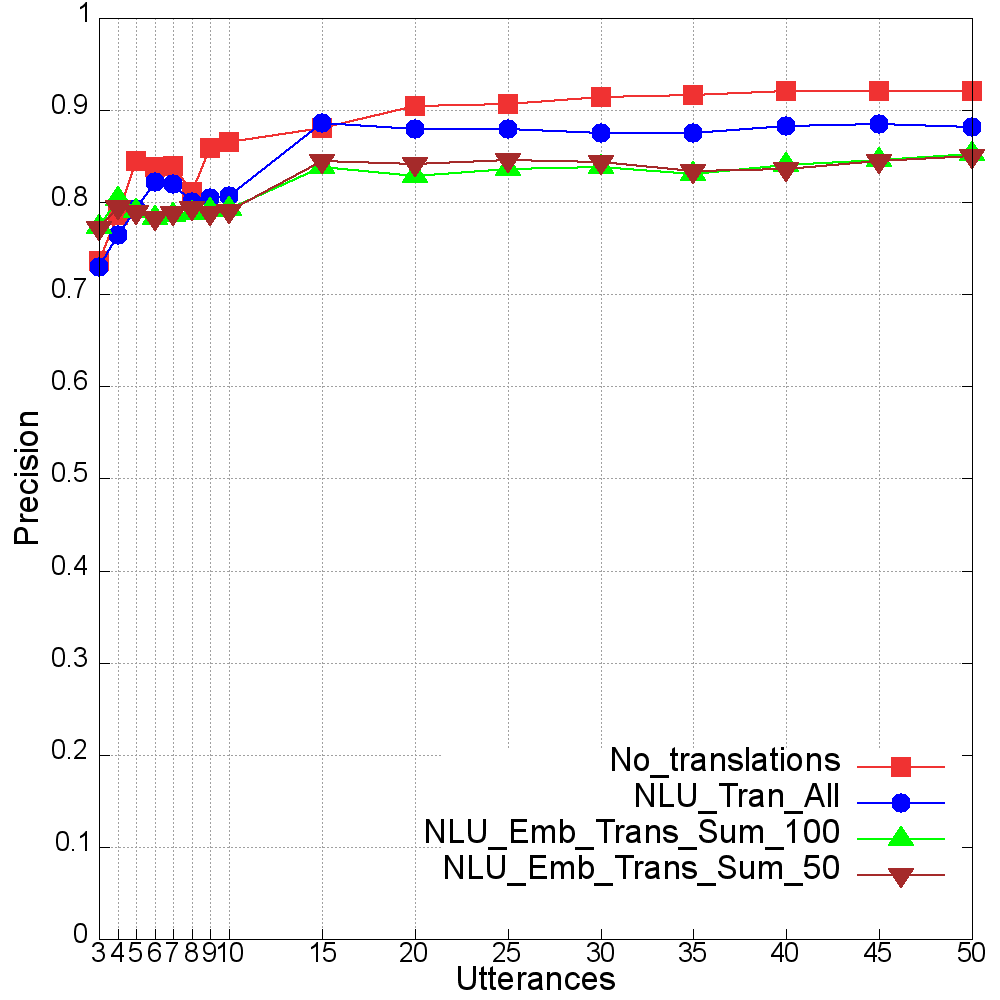 1
0.9
0.8
0.7
0.6
0.5
0.4
0.3
0.2
0.1
0
Precision
No_translations
NLU_Tran_All
NLU_Emb_Trans_Sum_100
NLU_Emb_Trans_Sum_50
3 4 5 6 7 8 9 10 15 20 25 30 35 40 45 50
Utterances